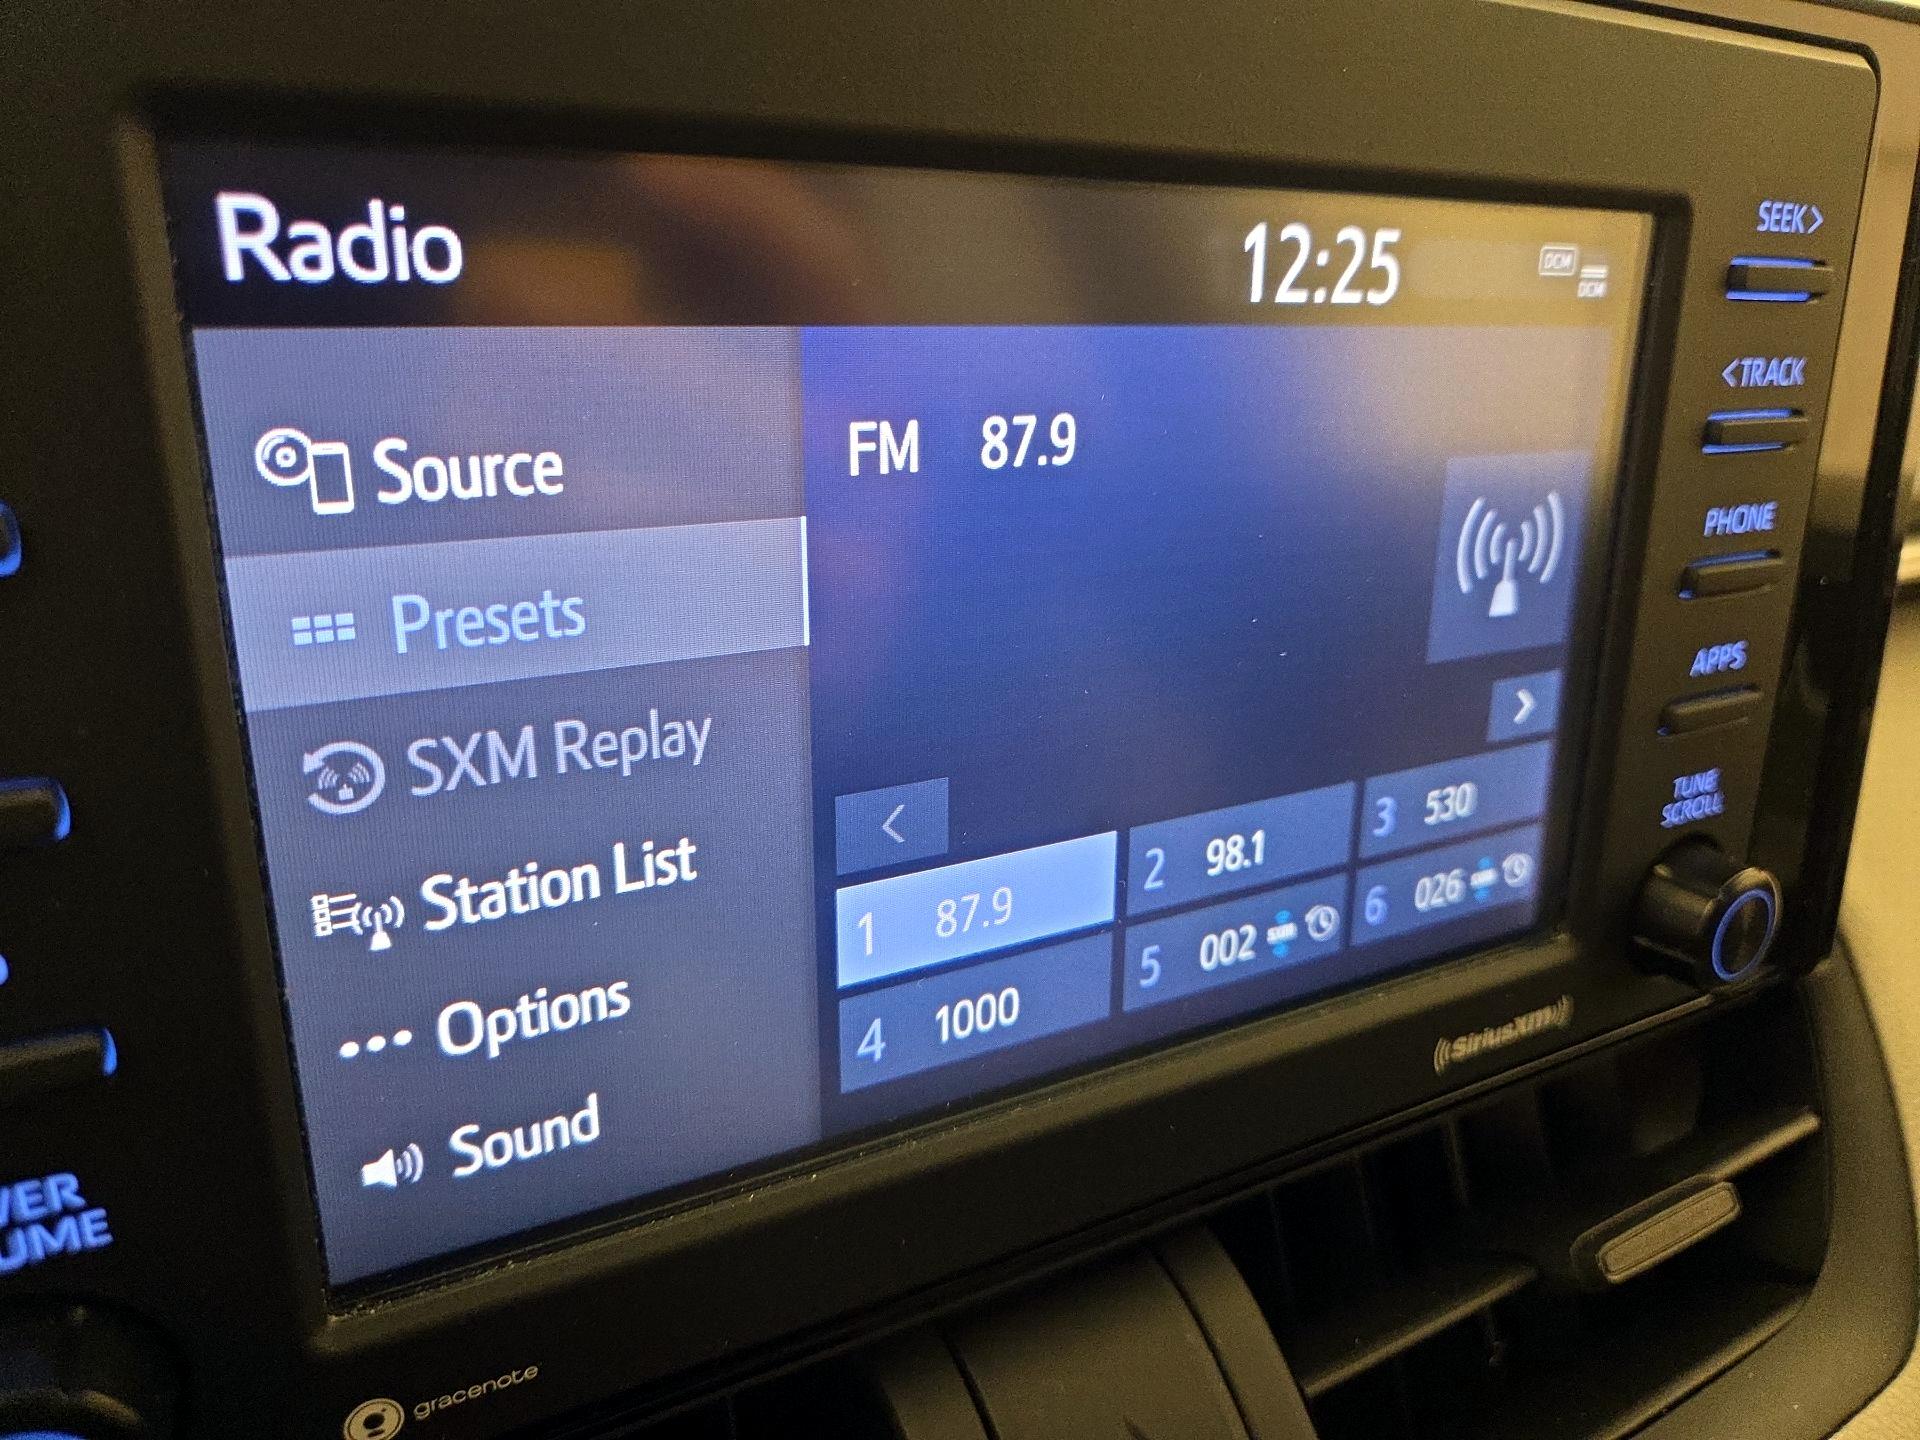 Radio
12:25
DCM
DCM
Source
Presets
SXM Replay
Station List
Options
Sound
FM 87.9
>
<
1 87.9
2 98.1
3 530
4 1000
5 002 SXM
6 026 SXM
SEEK>
<TRACK
PHONE
APPS
TUNE
SCROLL
SiriusXM
gracenote